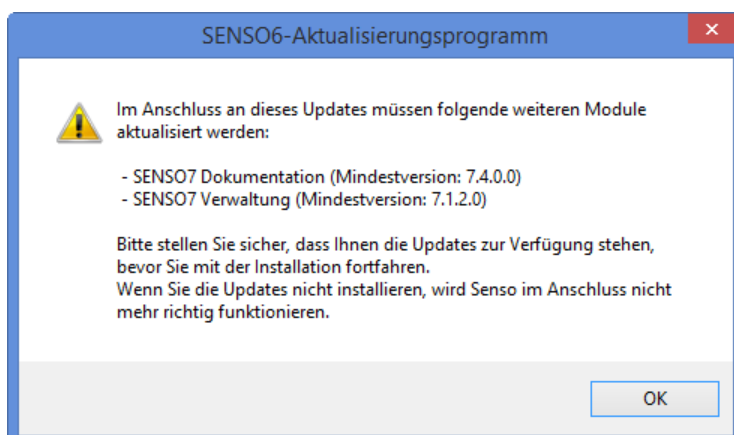 SENSO6-Aktualisierungsprogramm
Im Anschluss an dieses Updates müssen folgende weiteren Module
aktualisiert werden:
- SENSO7 Dokumentation (Mindestversion: 7.4.0.0)
- SENSO7 Verwaltung (Mindestversion: 7.1.2.0)
Bitte stellen Sie sicher, dass Ihnen die Updates zur Verfügung stehen,
bevor Sie mit der Installation fortfahren.
Wenn Sie die Updates nicht installieren, wird Senso im Anschluss nicht
mehr richtig funktionieren.
OK